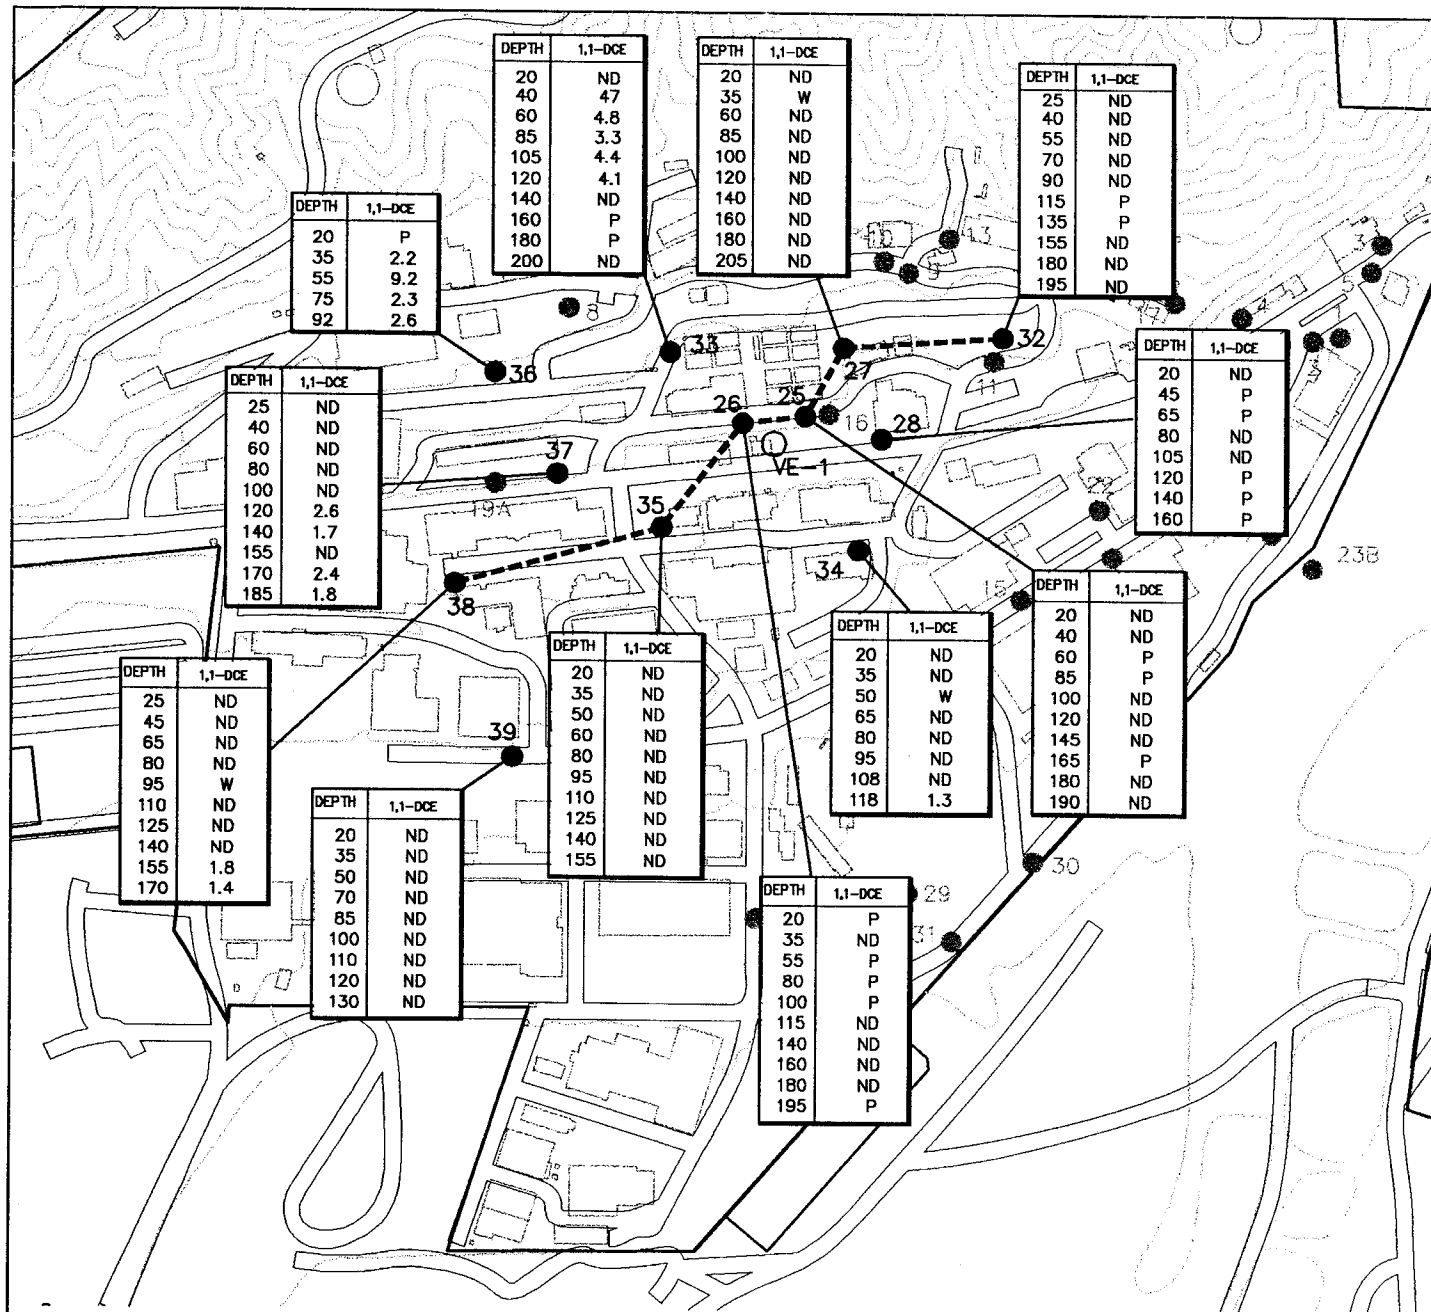 DEPTH 1,1-DCE
20 ND
40 47
60 4.8
85 3.3
105 4.4
120 4.1
140 ND
160 P
180 P
200 ND
DEPTH 1,1-DCE
20 ND
35 W
60 ND
85 ND
100 ND
120 ND
140 ND
160 ND
180 ND
205 ND
DEPTH 1,1-DCE
25 ND
40 ND
55 ND
70 ND
90 ND
115 P
135 P
155 ND
180 ND
195 ND
DEPTH 1,1-DCE
20 P
35 2.2
55 9.2
75 2.3
92 2.6
10
9
13
3
5
4
8
33
27
32
11
36
DEPTH 1,1-DCE
20 ND
45 P
65 P
80 ND
105 ND
120 P
140 P
160 P
DEPTH 1,1-DCE
25 ND
40 ND
60 ND
80 ND
100 ND
120 2.6
140 1.7
155 ND
170 2.4
185 1.8
26
25
16
28
37
VE-1
19A
35
34
23B
38
15
DEPTH 1,1-DCE
20 ND
40 ND
60 P
85 P
100 ND
120 ND
145 ND
165 P
180 ND
190 ND
DEPTH 1,1-DCE
20 ND
35 ND
50 W
65 ND
80 ND
95 ND
108 ND
118 1.3
DEPTH 1,1-DCE
20 ND
35 ND
50 ND
60 ND
80 ND
95 ND
110 ND
125 ND
140 ND
155 ND
DEPTH 1,1-DCE
25 ND
45 ND
65 ND
80 ND
95 W
110 ND
125 ND
140 ND
155 1.8
170 1.4
39
DEPTH 1,1-DCE
20 ND
35 ND
50 ND
70 ND
85 ND
100 ND
110 ND
120 ND
130 ND
30
29
31
DEPTH 1,1-DCE
20 P
35 ND
55 P
80 P
100 P
115 ND
140 ND
160 ND
180 ND
195 P